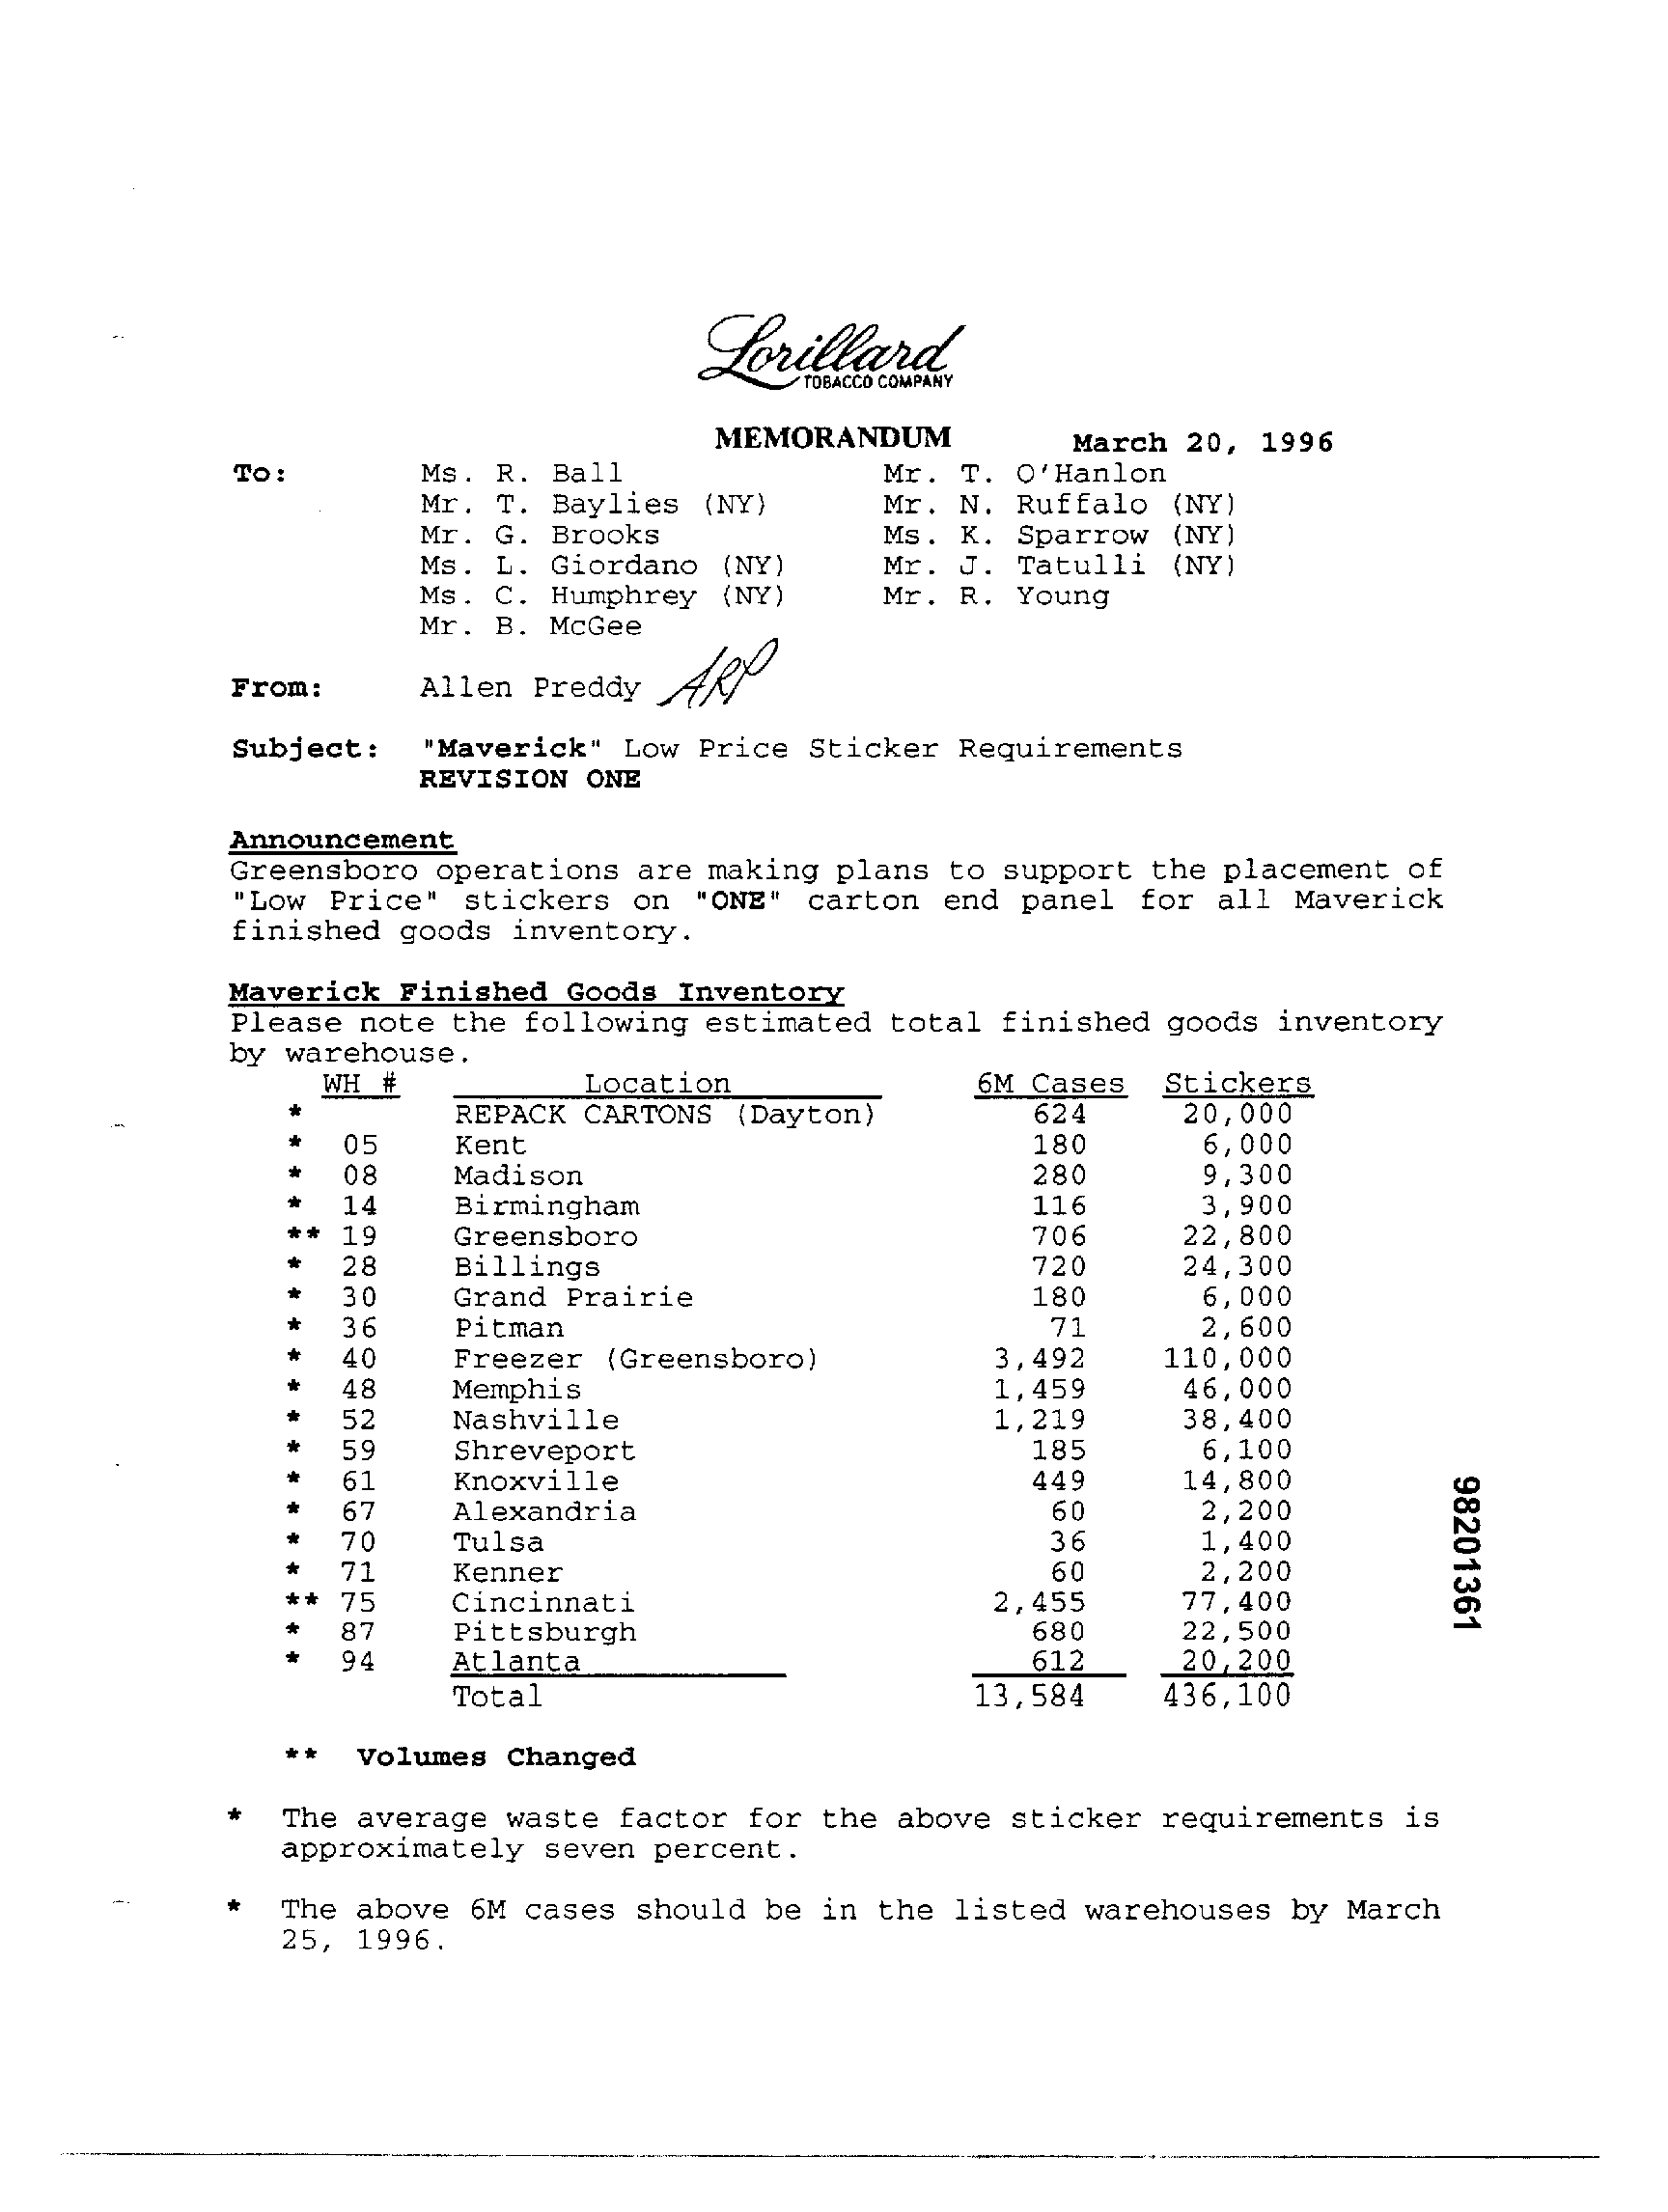 Lorillard
TOBACCO COMPANY
MEMORANDUM March 20, 1996
To: Ms. R. Ball Mr. T. O'Hanlon
Mr. T. Baylies (NY) Mr. N. Ruffalo (NY)
Mr. G. Brooks Ms. K. Sparrow (NY)
Ms. L. Giordano (NY) Mr. J. Tatulli (NY)
Ms. C. Humphrey (NY) Mr. R. Young
Mr. B. McGee
From: Allen Preddy ARP
Subject: "Maverick" Low Price Sticker Requirements
REVISION ONE
Announcement
Greensboro operations are making plans to support the placement of
"Low Price" stickers on "ONE" carton end panel for all Maverick
finished goods inventory.
Maverick Finished Goods Inventory
Please note the following estimated total finished goods inventory
by warehouse.
WH # Location 6M Cases Stickers
* REPACK CARTONS (Dayton) 624 20,000
* 05 Kent 180 6,000
* 08 Madison 280 9,300
* 14 Birmingham 116 3,900
** 19 Greensboro 706 22,800
* 28 Billings 720 24,300
* 30 Grand Prairie 180 6,000
* 36 Pitman 71 2,600
* 40 Freezer (Greensboro) 3,492 110,000
* 48 Memphis 1,459 46,000
* 52 Nashville 1,219 38,400
* 59 Shreveport 185 6,100
* 61 Knoxville 449 14,800
* 67 Alexandria 60 2,200
* 70 Tulsa 36 1,400
* 71 Kenner 60 2,200
** 75 Cincinnati 2,455 77,400
* 87 Pittsburgh 680 22,500
* 94 Atlanta 612 20,200
Total 13,584 436,100
** Volumes Changed
* The average waste factor for the above sticker requirements is
approximately seven percent.
* The above 6M cases should be in the listed warehouses by March
25, 1996.
98201361